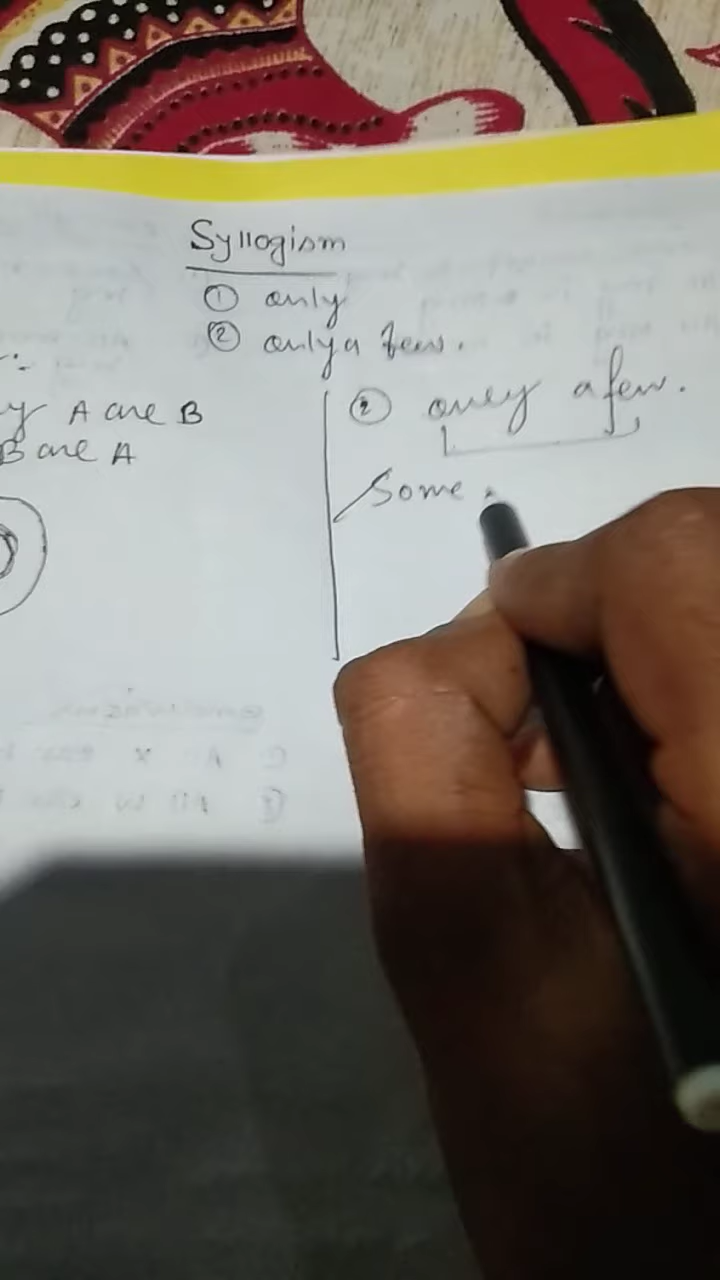 Syllogism
① only
② only a few.
y A are B
B are A
② only a few.
Some